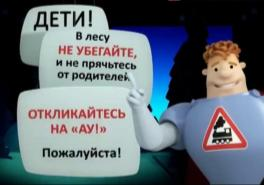 ДЕТИ!
В лесу
НЕ УБЕГАЙТЕ,
и не прячьтесь
от родителей
ОТКЛИКАЙТЕСЬ
НА «АУ!»
Пожалуйста!